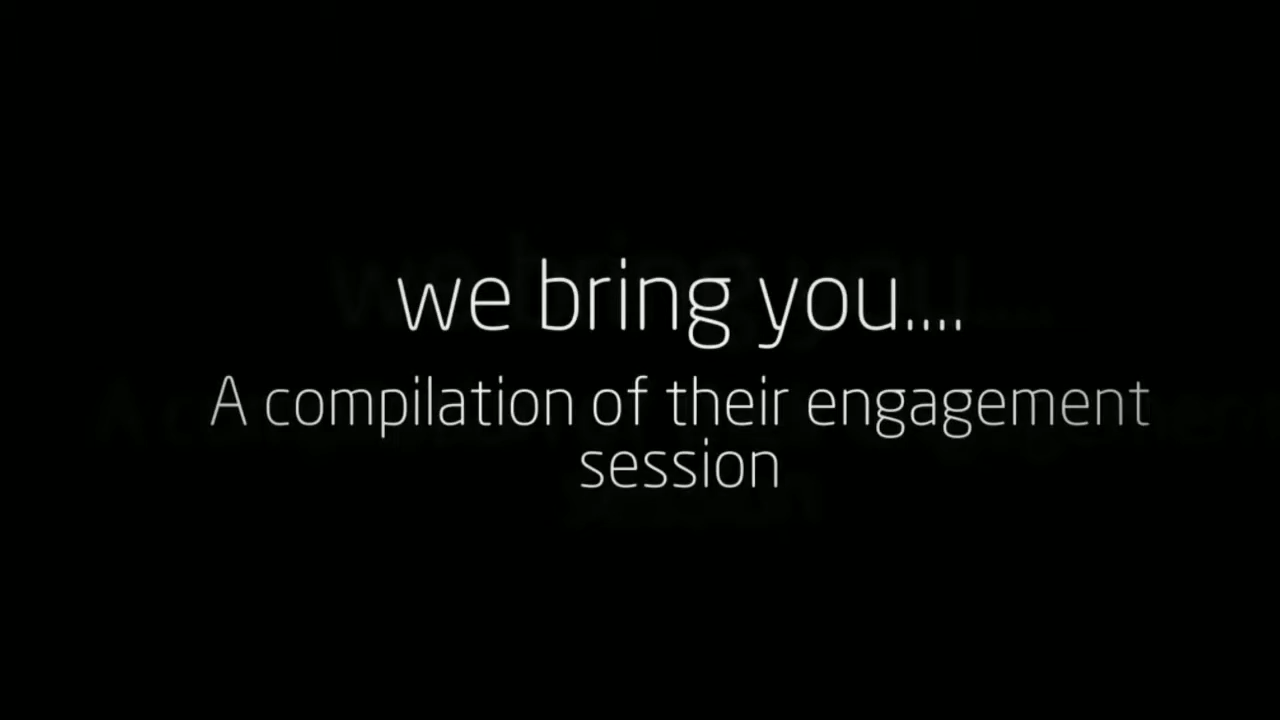 we bring you....
A compilation of their engagement
session